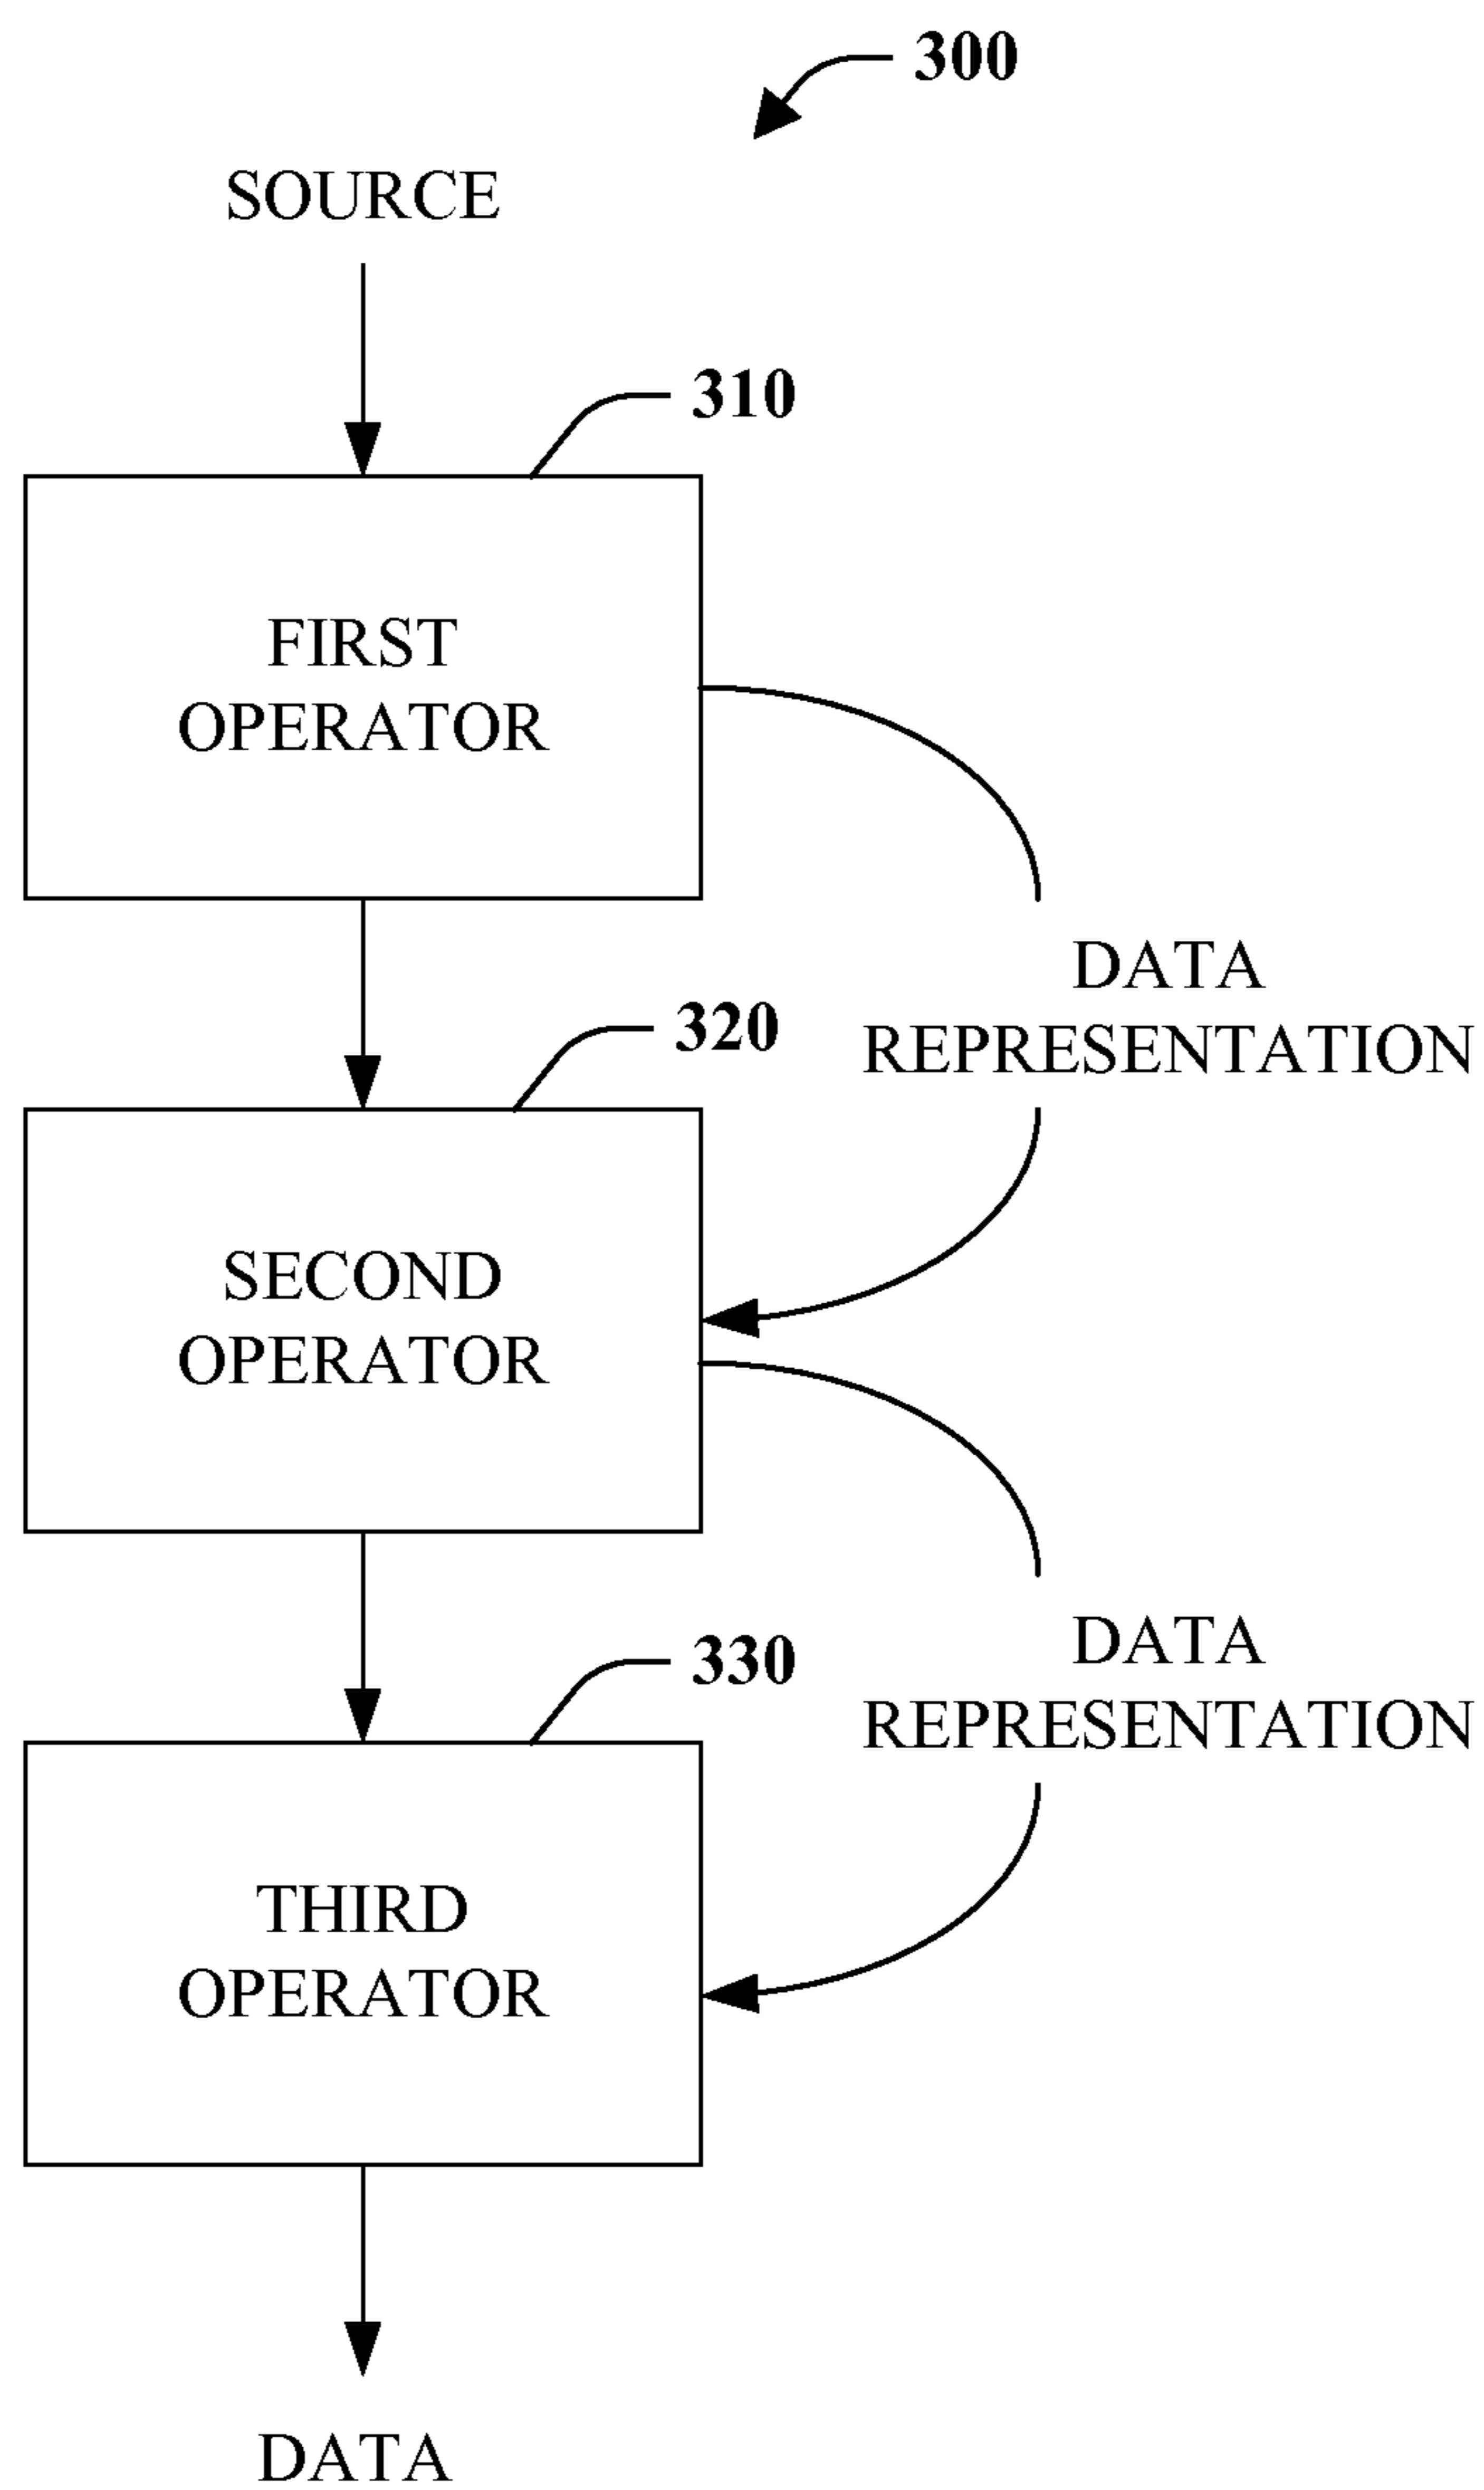 300
SOURCE
310
FIRST
OPERATOR
DATA
REPRESENTATION
320
SECOND
OPERATOR
DATA
REPRESENTATION
330
THIRD
OPERATOR
DATA